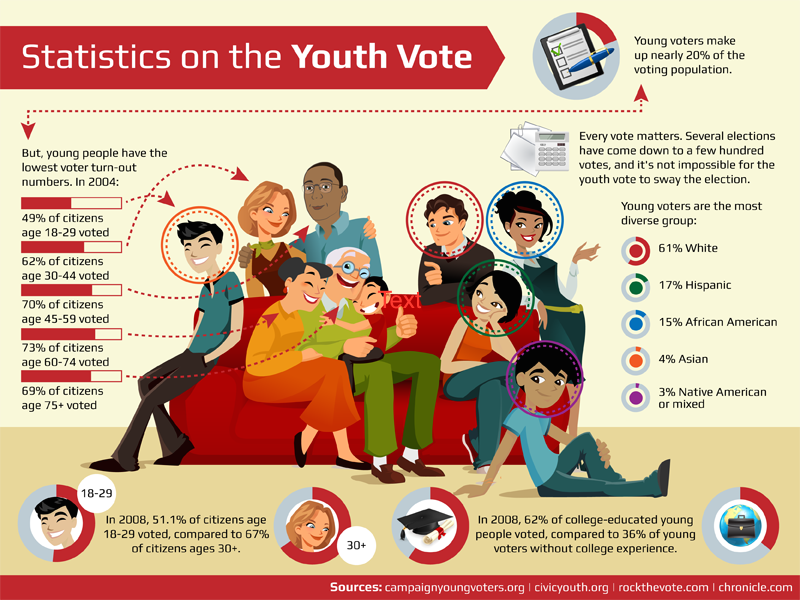 Statistics on the Youth Vote
Young voters make
up nearly 20% of the
voting population.
But, young people have the
lowest voter turn-out
numbers. In 2004:
49% of citizens
age 18-29 voted
62% of citizens
age 30-44 voted
70% of citizens
age 45-59 voted
73% of citizens
age 60-74 voted
69% of citizens
age 75+ voted
Every vote matters. Several elections
have come down to a few hundred
votes, and it's not impossible for the
youth vote to sway the election.
Young voters are the most
diverse group:
61% White
17% Hispanic
15% African American
4% Asian
3% Native American
or mixed
Text
18-29
In 2008, 51.1% of citizens age
18-29 voted, compared to 67%
of citizens ages 30+.
30+
In 2008, 62% of college-educated young
people voted, compared to 36% of young
voters without college experience.
Sources: campaignyoungvoters.org | civicyouth.org | rockthevote.com | chronicle.com